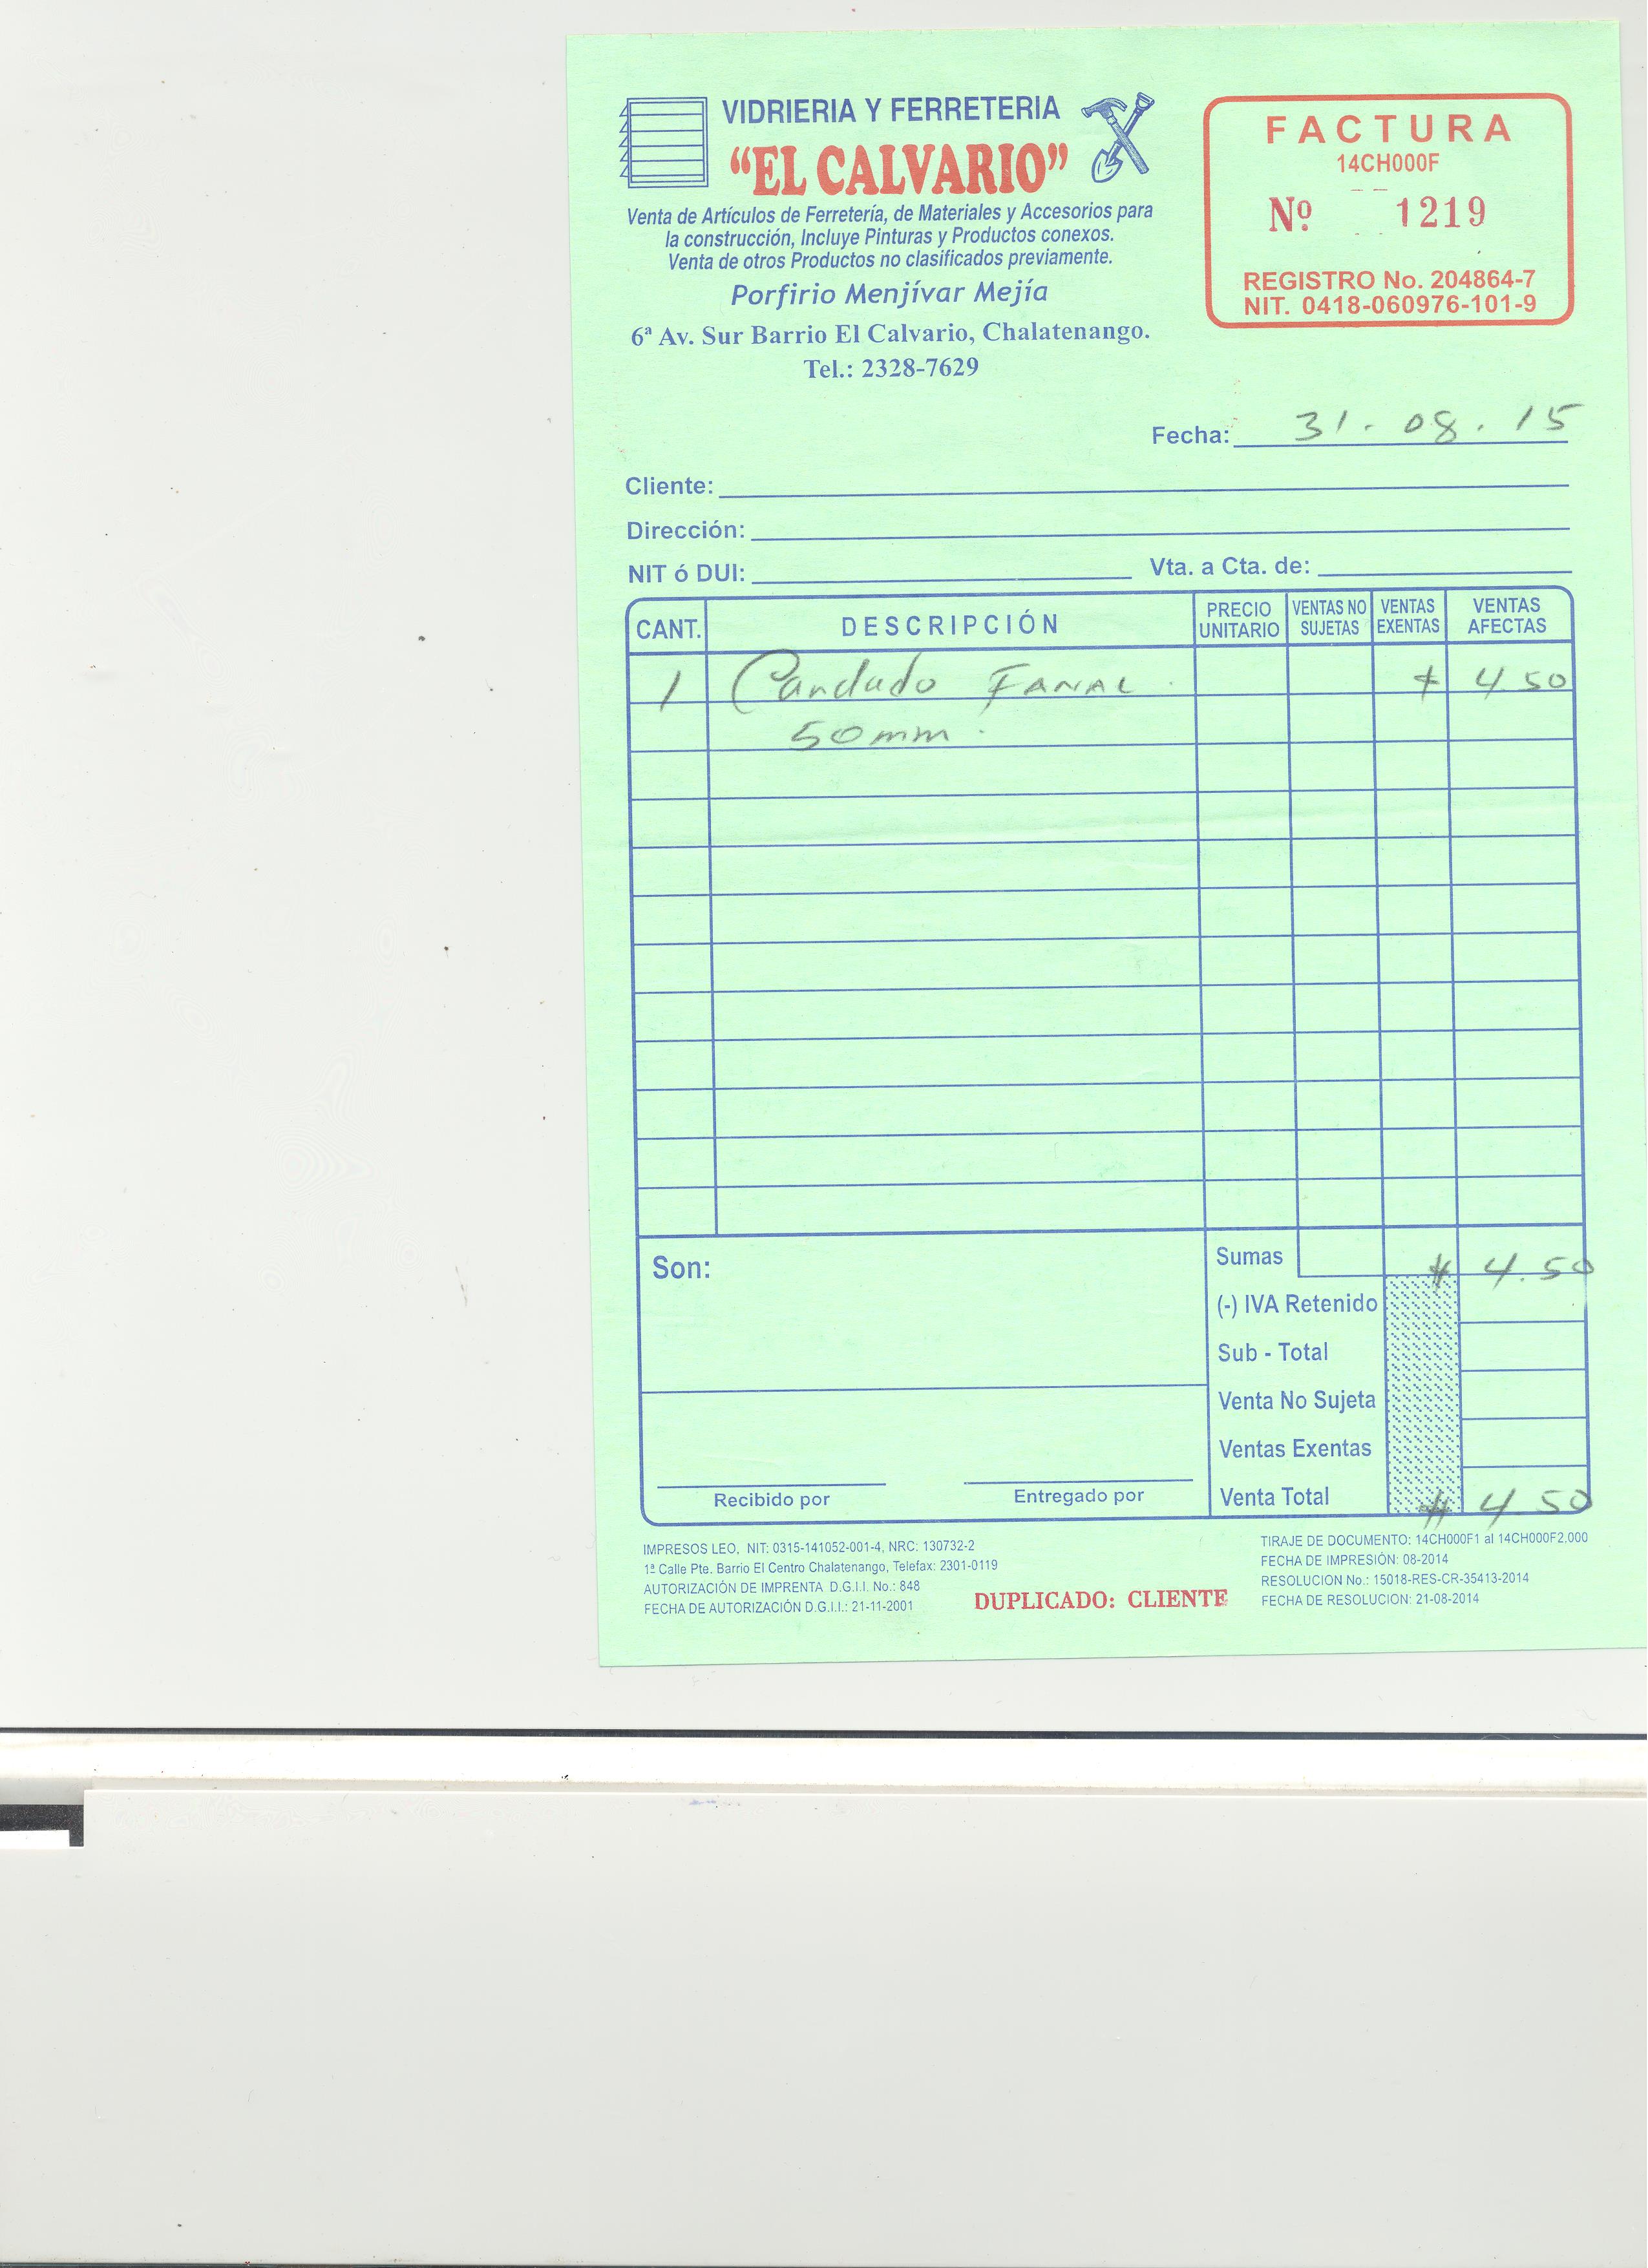 VIDRIERIA Y FERRETERIA
“EL CALVARIO”
Venta de Artículos de Ferretería, de Materiales y Accesorios para
la construcción, Incluye Pinturas y Productos conexos.
Venta de otros Productos no clasificados previamente.
Porfirio Menjívar Mejía
6ª Av. Sur Barrio El Calvario, Chalatenango.
Tel.: 2328-7629
FACTURA
14CH000F
Nº 1219
REGISTRO No. 204864-7
NIT. 0418-060976-101-9
Fecha: 31-08-15
Cliente:
Dirección:
NIT ó DUI: Vta. a Cta. de:
CANT. DESCRIPCIÓN PRECIO UNITARIO VENTAS NO SUJETAS VENTAS EXENTAS VENTAS AFECTAS
1 Candado FANAL $ 4.50
50mm.
Son:
Sumas $ 4.50
(-) IVA Retenido
Sub - Total
Venta No Sujeta
Ventas Exentas
Venta Total $ 4.50
Recibido por Entregado por
IMPRESOS LEO, NIT: 0315-141052-001-4, NRC: 130732-2
1ª Calle Pte. Barrio El Centro Chalatenango, Telefax: 2301-0119
AUTORIZACIÓN DE IMPRENTA D.G.I.I. No.: 848
FECHA DE AUTORIZACIÓN D.G.I.I.: 21-11-2001
DUPLICADO: CLIENTE
TIRAJE DE DOCUMENTO: 14CH000F1 al 14CH000F2,000
FECHA DE IMPRESIÓN: 08-2014
RESOLUCION No.: 15018-RES-CR-35413-2014
FECHA DE RESOLUCION: 21-08-2014